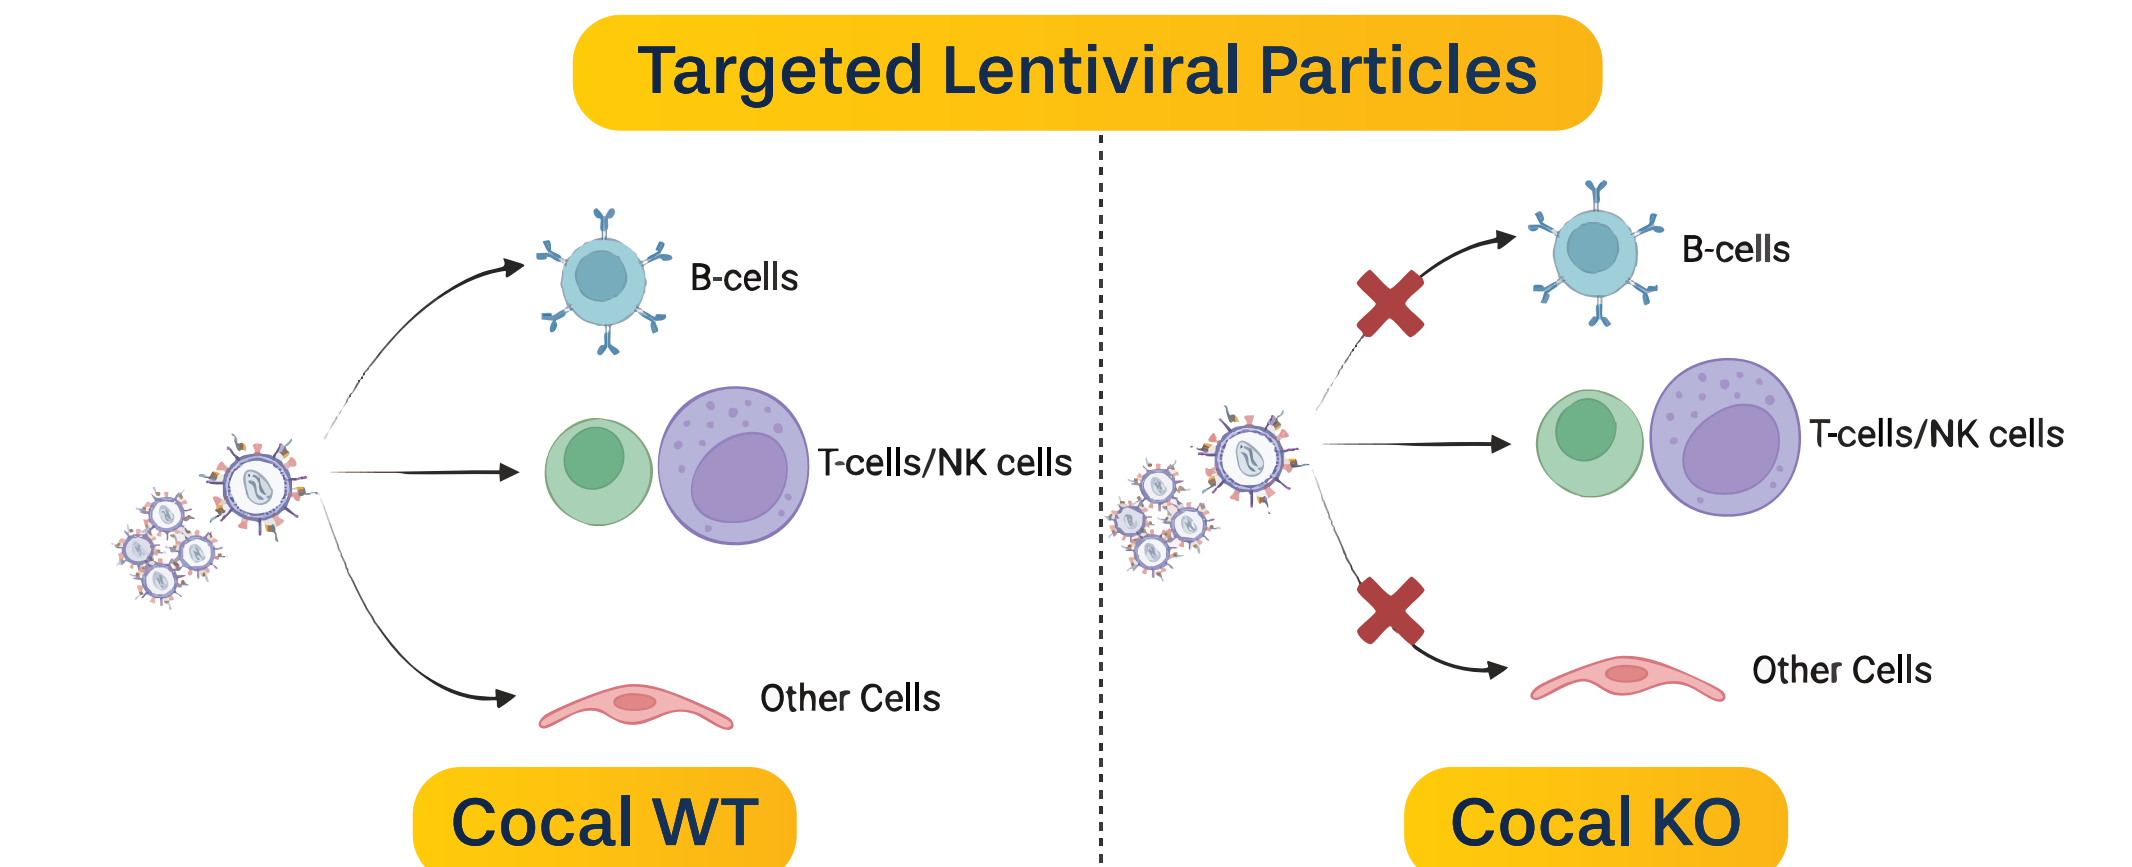 Targeted Lentiviral Particles
B-cells
T-cells/NK cells
Other Cells
Cocal WT
B-cells
T-cells/NK cells
Other Cells
Cocal KO